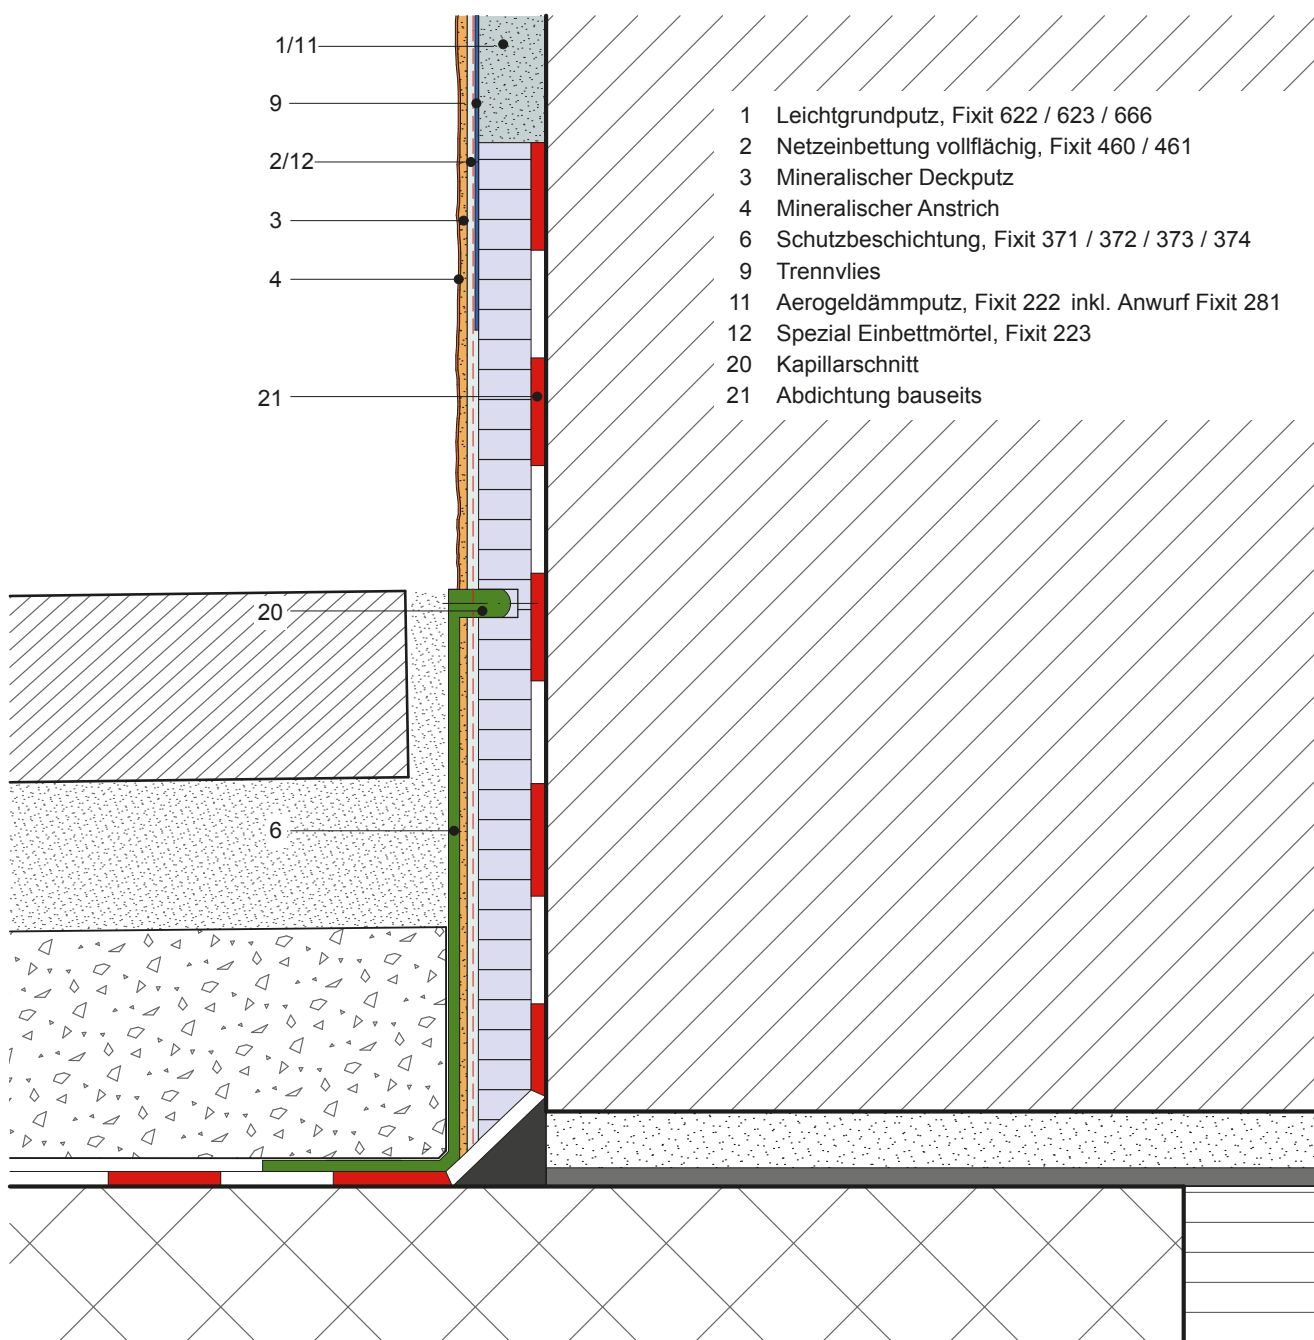 1/11
9
2/12
3
4
21
20
6
1 Leichtgrundputz, Fixit 622 / 623 / 666
2 Netzeinbettung vollflächig, Fixit 460 / 461
3 Mineralischer Deckputz
4 Mineralischer Anstrich
6 Schutzbeschichtung, Fixit 371 / 372 / 373 / 374
9 Trennvlies
11 Aerogeldämmputz, Fixit 222 inkl. Anwurf Fixit 281
12 Spezial Einbettmörtel, Fixit 223
20 Kapillarschnitt
21 Abdichtung bauseits